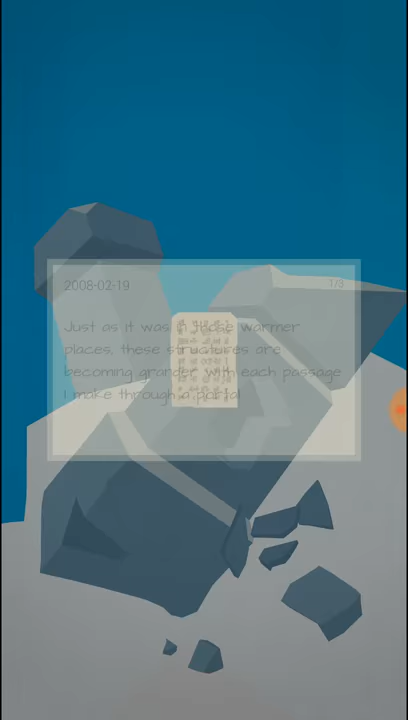 2008-02-19
1/3
Just as it was in those warmer
places, these structures are
becoming grander with each passage
I make through a portal